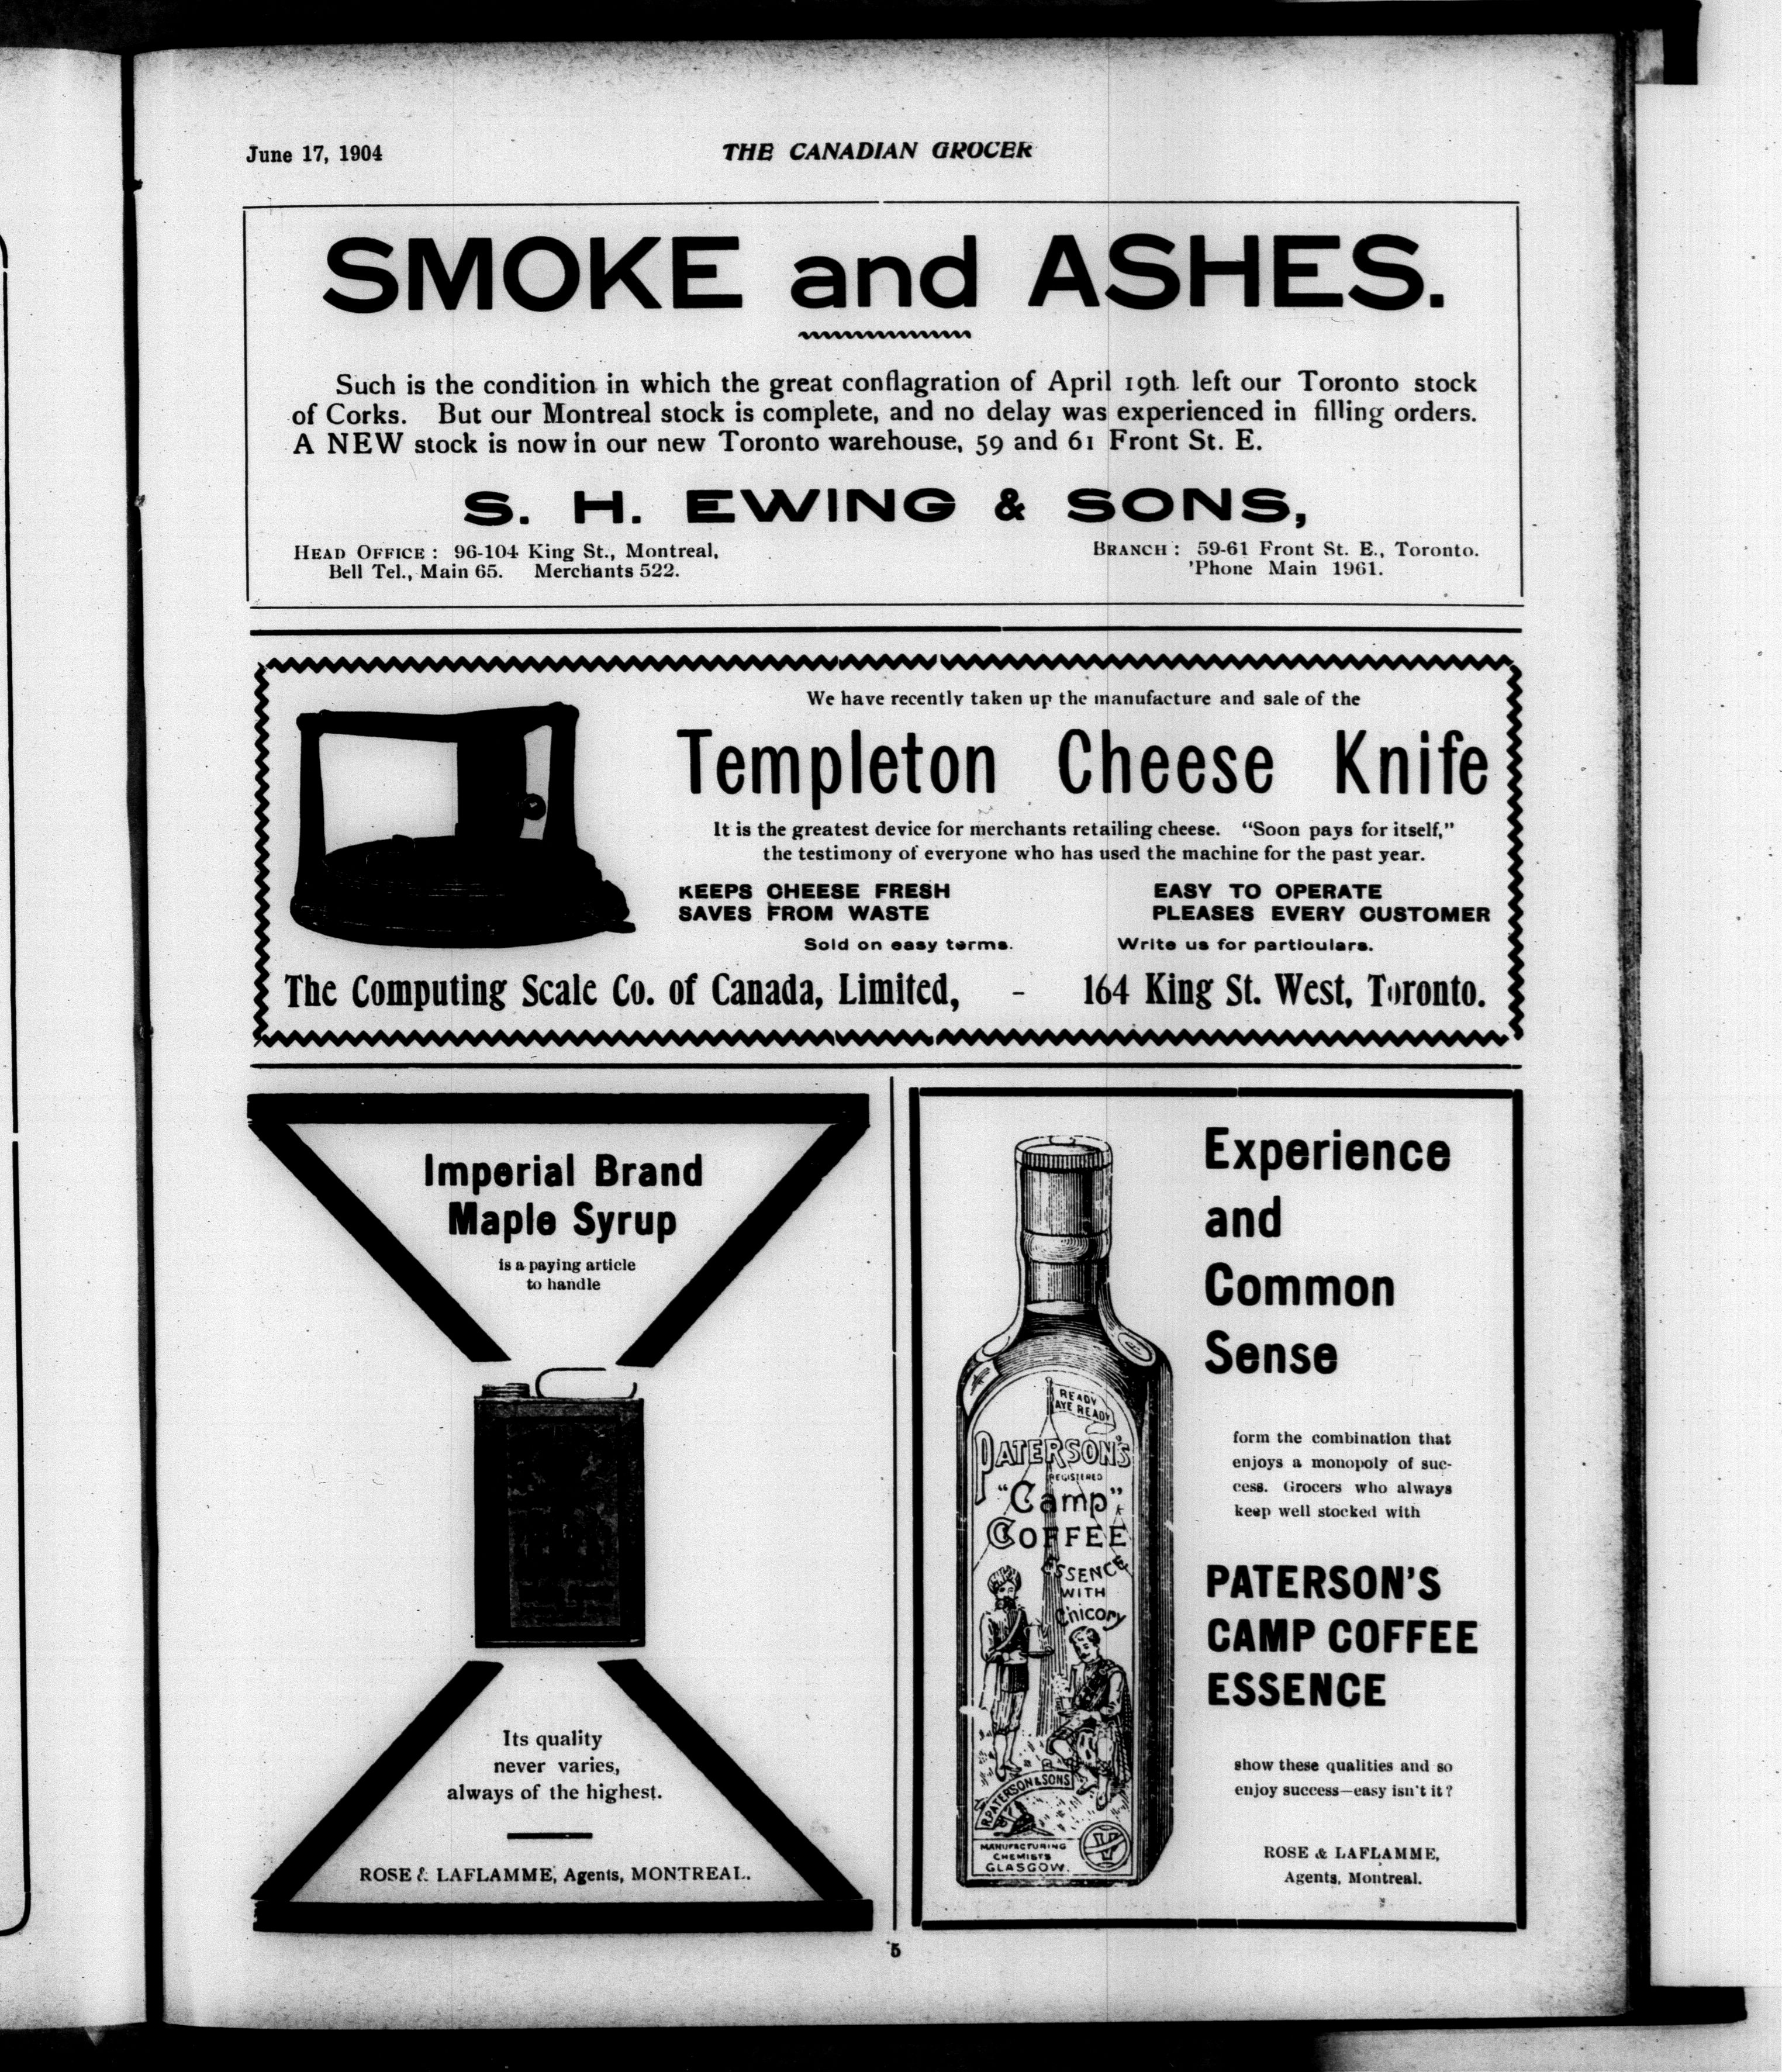 June 17, 1904
THE CANADIAN GROCER
SMOKE and ASHES.
Such is the condition in which the great conflagration of April 19th left our Toronto stock
of Corks. But our Montreal stock is complete, and no delay was experienced in filling orders.
A NEW stock is now in our new Toronto warehouse, 59 and 61 Front St. E.
S. H. EWING & SONS,
HEAD OFFICE: 96-104 King St., Montreal,
Bell Tel., Main 65. Merchants 522.
BRANCH: 59-61 Front St. E., Toronto.
'Phone Main 1961.
We have recently taken up the manufacture and sale of the
Templeton Cheese Knife
It is the greatest device for merchants retailing cheese. "Soon pays for itself,"
the testimony of everyone who has used the machine for the past year.
KEEPS CHEESE FRESH
SAVES FROM WASTE
EASY TO OPERATE
PLEASES EVERY CUSTOMER
Sold on easy terms. Write us for particulars.
The Computing Scale Co. of Canada, Limited, - 164 King St. West, Toronto.
Imperial Brand
Maple Syrup
is a paying article
to handle
Its quality
never varies,
always of the highest.
ROSE & LAFLAMME, Agents, MONTREAL.
READY
AYE READY
PATERSON'S
REGISTERED
"Camp"
COFFEE
ESSENCE
WITH
Chicory
R. PATERSON & SONS
MANUFACTURING
CHEMISTS
GLASGOW.
Experience
and
Common
Sense
form the combination that
enjoys a monopoly of suc-
cess. Grocers who always
keep well stocked with
PATERSON'S
CAMP COFFEE
ESSENCE
show these qualities and so
enjoy success—easy isn't it?
ROSE & LAFLAMME,
Agents, Montreal.
5